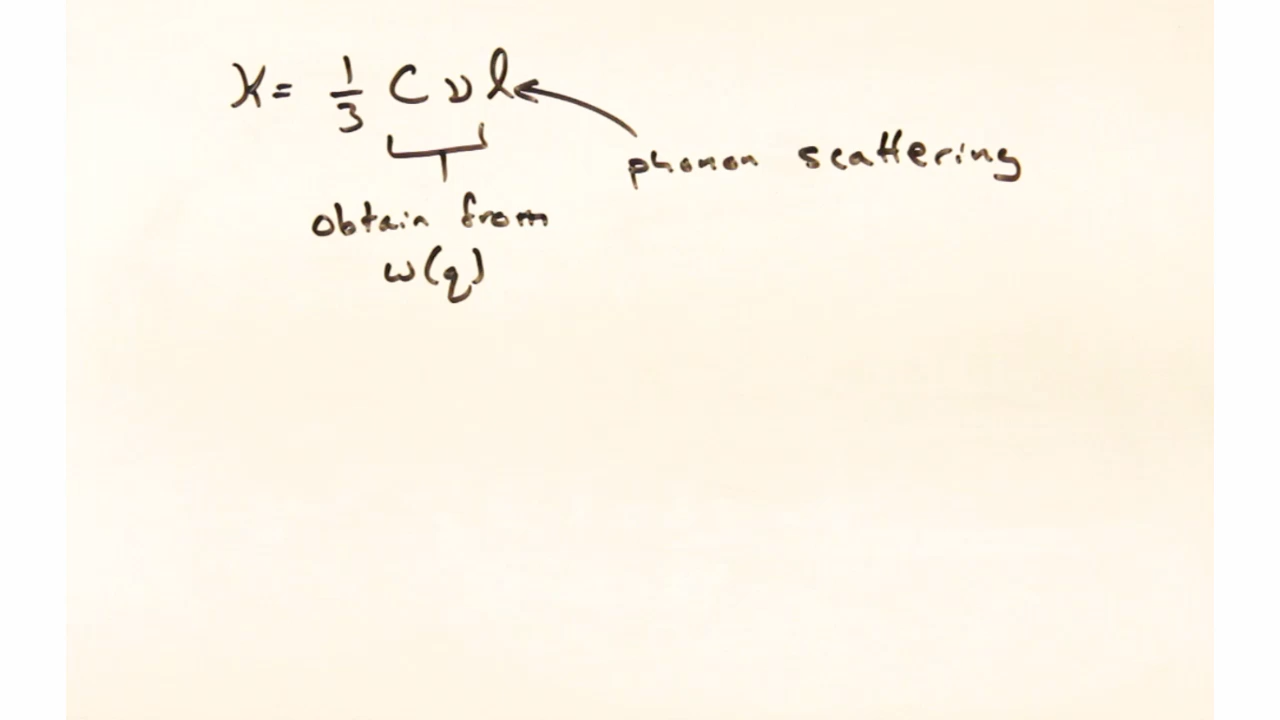 κ = 1/3 C v l
phonon scattering
obtain from
ω(q)